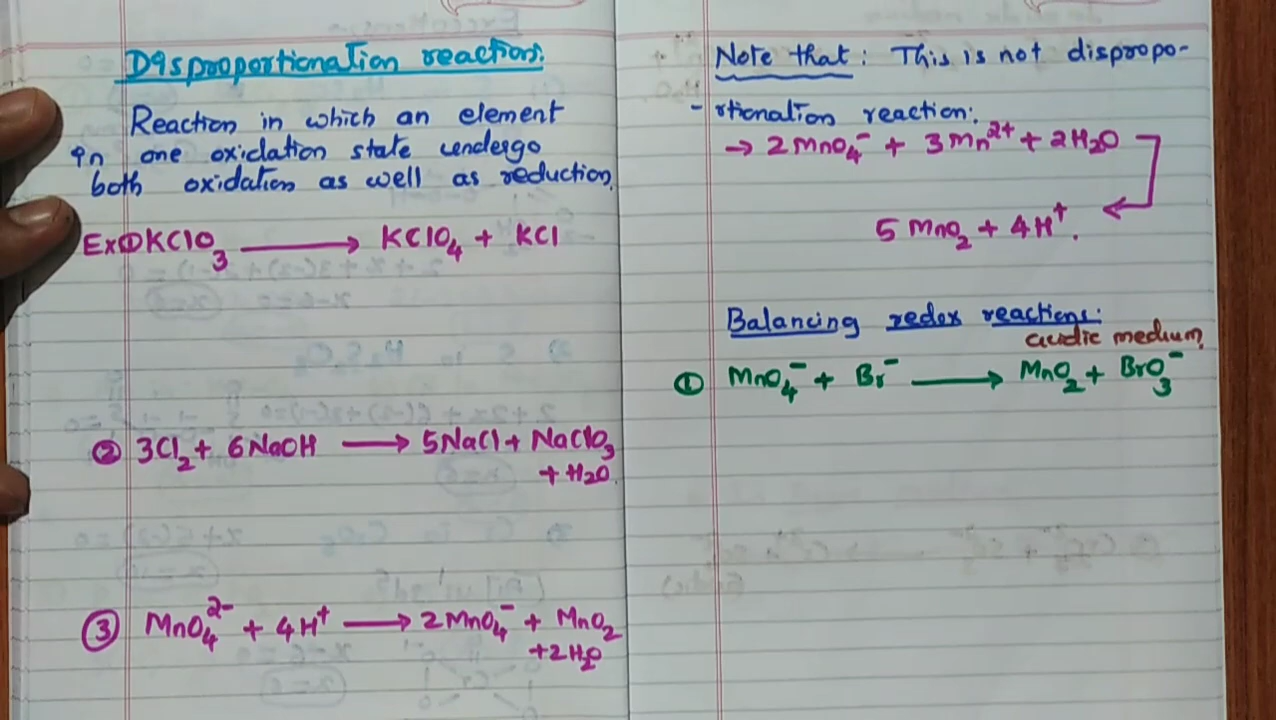 Disproportionation reaction:
Reaction in which an element
in one oxidation state undergo
both oxidation as well as reduction.
Ex① KClO₃ ⟶ KClO₄ + KCl
② 3Cl₂ + 6NaOH ⟶ 5NaCl + NaClO₃
+ H₂O.
③ MnO₄²⁻ + 4H⁺ ⟶ 2MnO₄⁻ + MnO₂
+2H₂O
Note that: This is not dispropo-
-rtionation reaction:
→ 2MnO₄⁻ + 3Mn²⁺ + 2H₂O
5MnO₂ + 4H⁺.
Balancing redox reactions:
acidic medium.
① MnO₄⁻ + Br⁻ ⟶ MnO₂ + BrO₃⁻